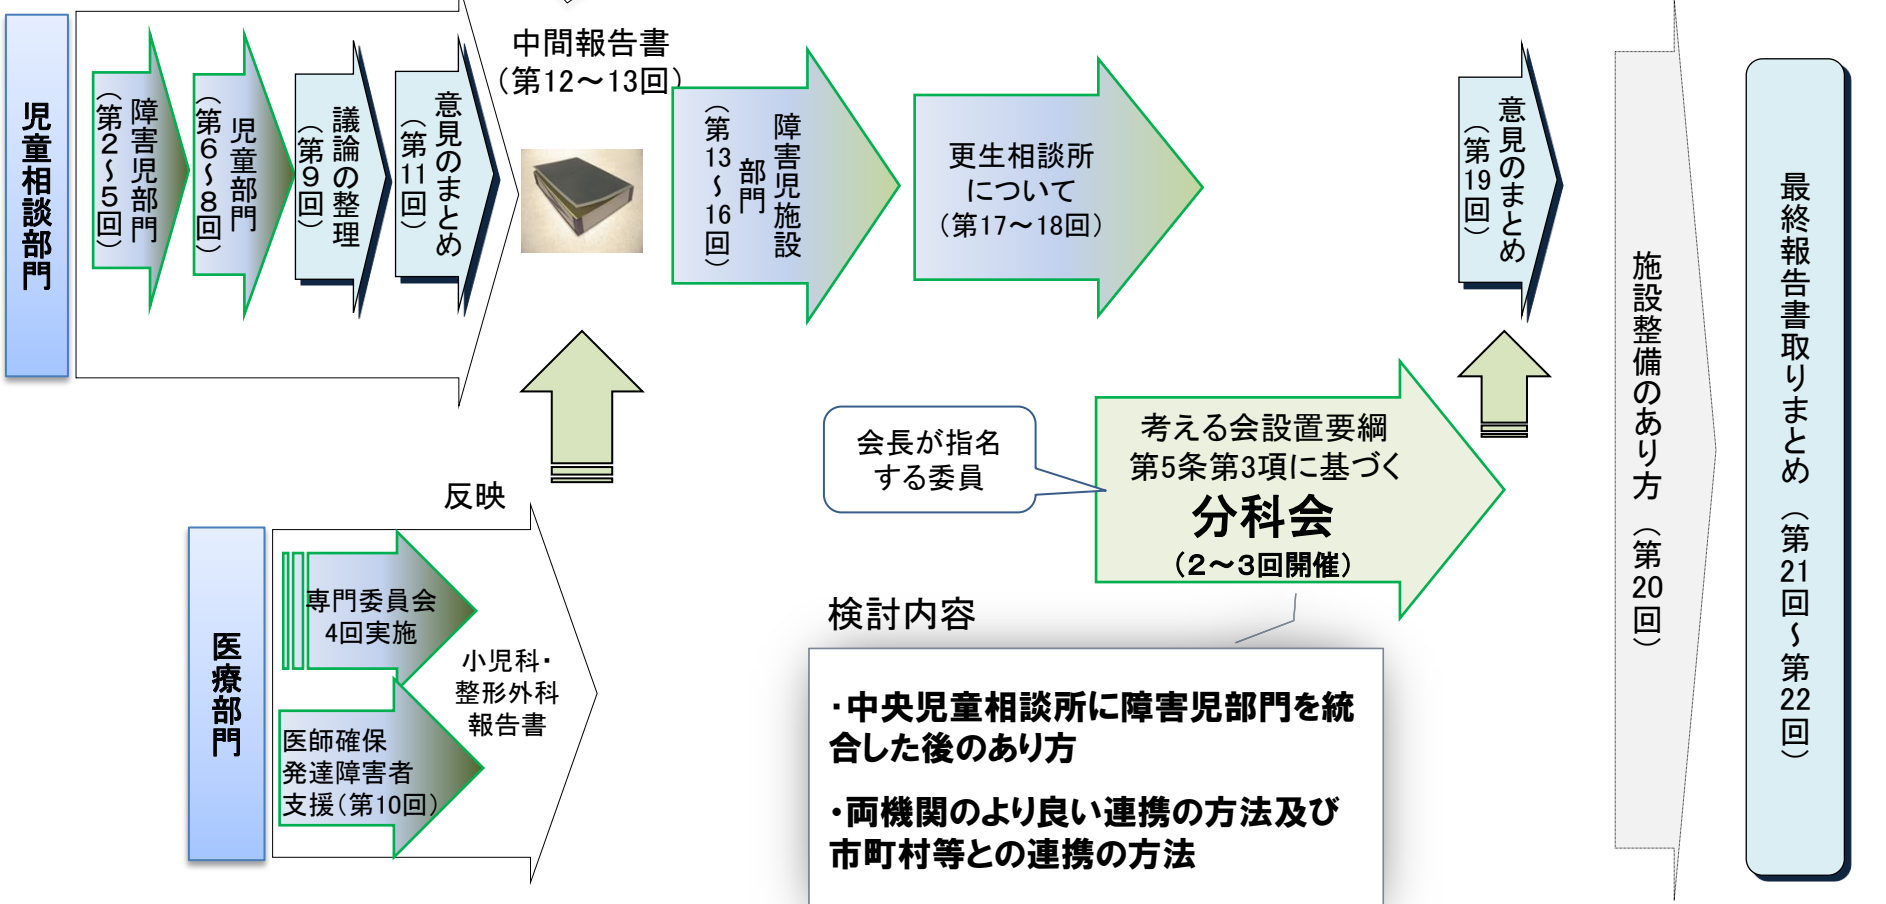 児童相談部門
障害児部門
（第2～5回）
児童部門
（第6～8回）
議論の整理
（第9回）
意見のまとめ
（第11回）
中間報告書
（第12～13回）
障害児施設
部門
（第13～16回）
更生相談所
について
（第17～18回）
意見のまとめ
（第19回）
施設整備のあり方（第20回）
最終報告書取りまとめ（第21回～第22回）
会長が指名
する委員
考える会設置要綱
第5条第3項に基づく
分科会
（2～3回開催）
反映
医療部門
専門委員会
4回実施
医師確保
発達障害者
支援（第10回）
小児科・
整形外科
報告書
検討内容
・中央児童相談所に障害児部門を統
合した後のあり方
・両機関のより良い連携の方法及び
市町村等との連携の方法